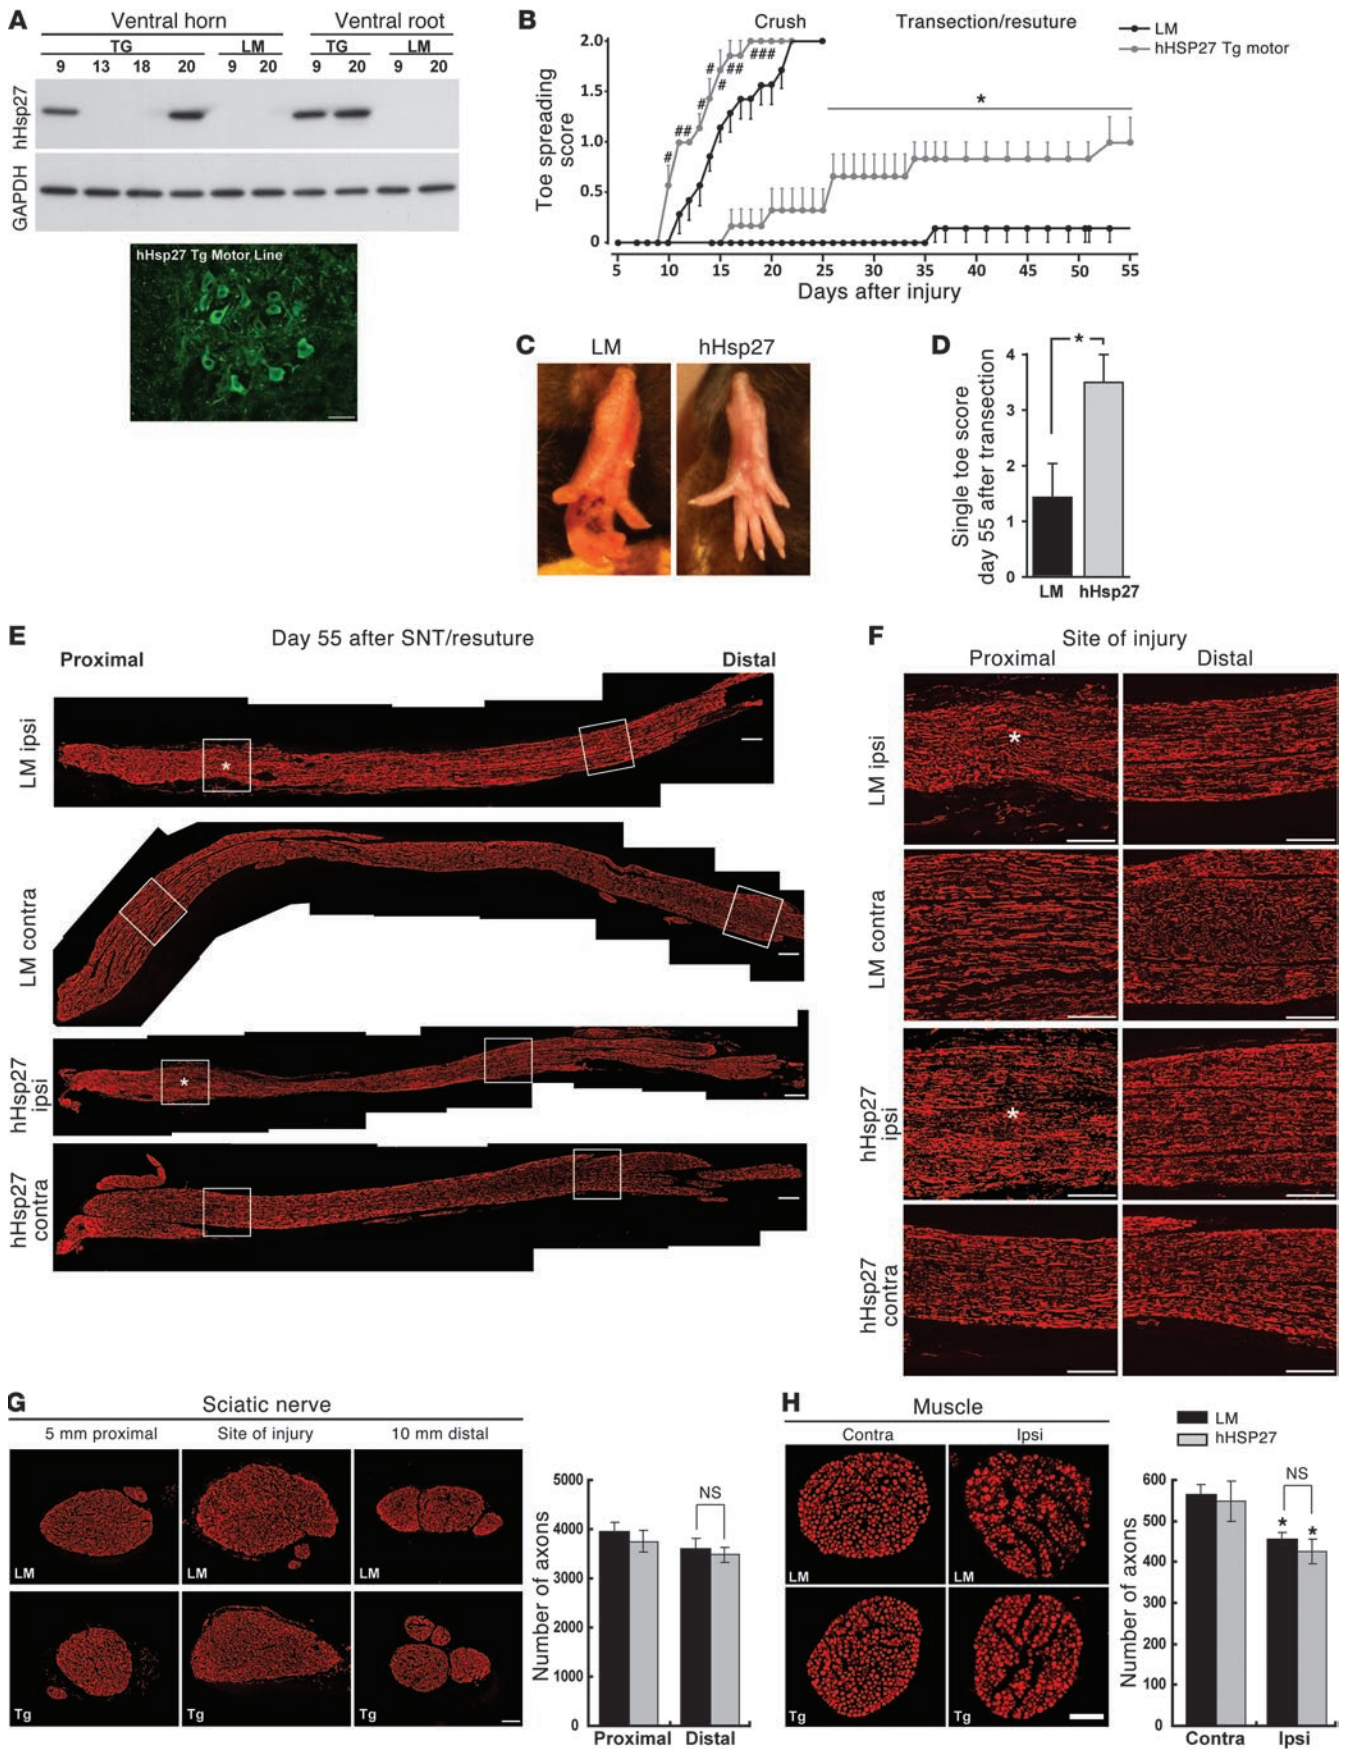 A
Ventral horn Ventral root
TG LM TG LM
9 13 18 20 9 20 9 20 9 20
hHsp27
GAPDH
hHsp27 Tg Motor Line
B
Crush Transection/resuture
LM
hHSP27 Tg motor
Toe spreading
score
2.0
1.5
1.0
0.5
0
# ## # # # ## ###
*
5 10 15 20 25 30 35 40 45 50 55
Days after injury
C
LM hHsp27
D
Single toe score
day 55 after transection
4
3
2
1
0
*
LM hHsp27
E
Day 55 after SNT/resuture
Proximal Distal
LM ipsi
*
LM contra
hHsp27
ipsi
*
hHsp27
contra
F
Site of injury
Proximal Distal
LM ipsi
*
LM contra
hHsp27
ipsi
*
hHsp27
contra
G
Sciatic nerve
5 mm proximal Site of injury 10 mm distal
LM LM LM
Tg Tg Tg
Number of axons
5000
4000
3000
2000
1000
0
NS
Proximal Distal
H
Muscle
Contra Ipsi
LM LM
Tg Tg
LM
hHSP27
Number of axons
600
500
400
300
200
100
0
NS
* *
Contra Ipsi